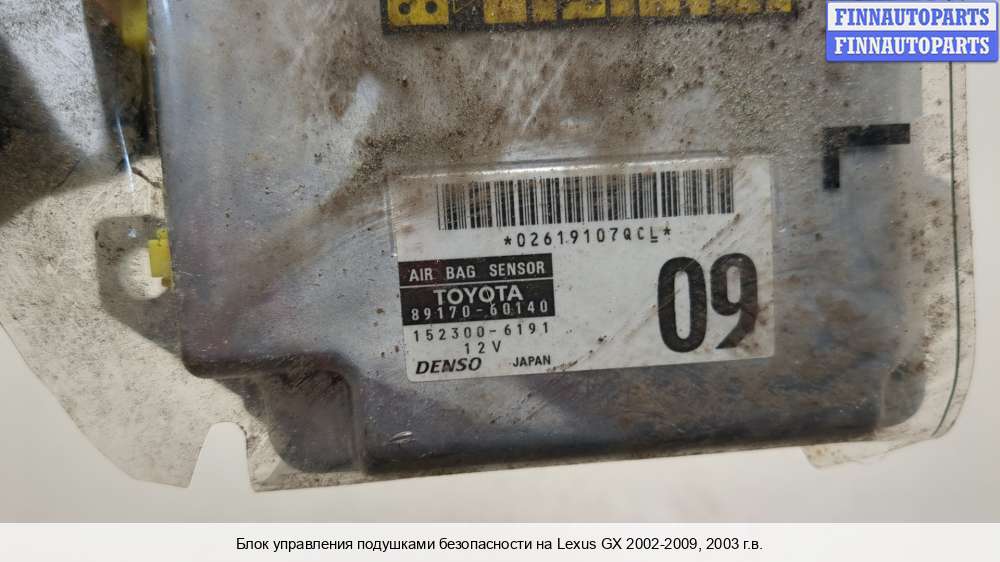 FINNAUTOPARTS
FINNAUTOPARTS
*02619107QCL*
AIR BAG SENSOR
TOYOTA
89170-60140
152300-6191
12V
DENSO JAPAN
09
Блок управления подушками безопасности на Lexus GX 2002-2009, 2003 г.в.